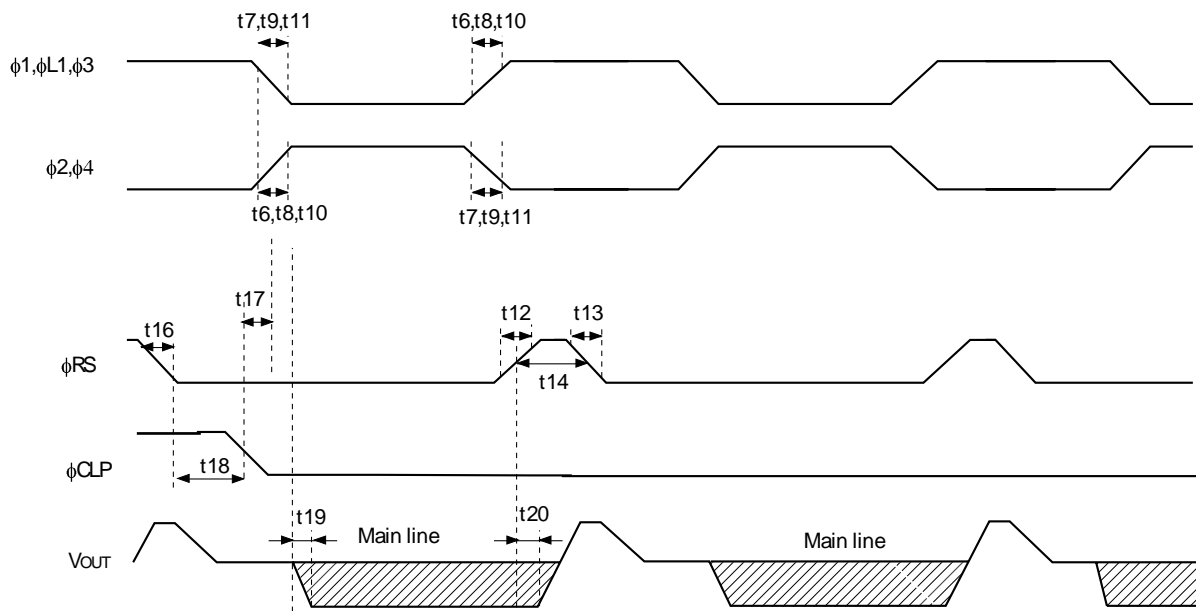 t7,t9,t11
t6,t8,t10
ϕ1,ϕL1,ϕ3
ϕ2,ϕ4
t6,t8,t10
t7,t9,t11
t17
t12
t13
t16
ϕRS
t14
ϕCLP
t18
t19
Main line
t20
Main line
VOUT